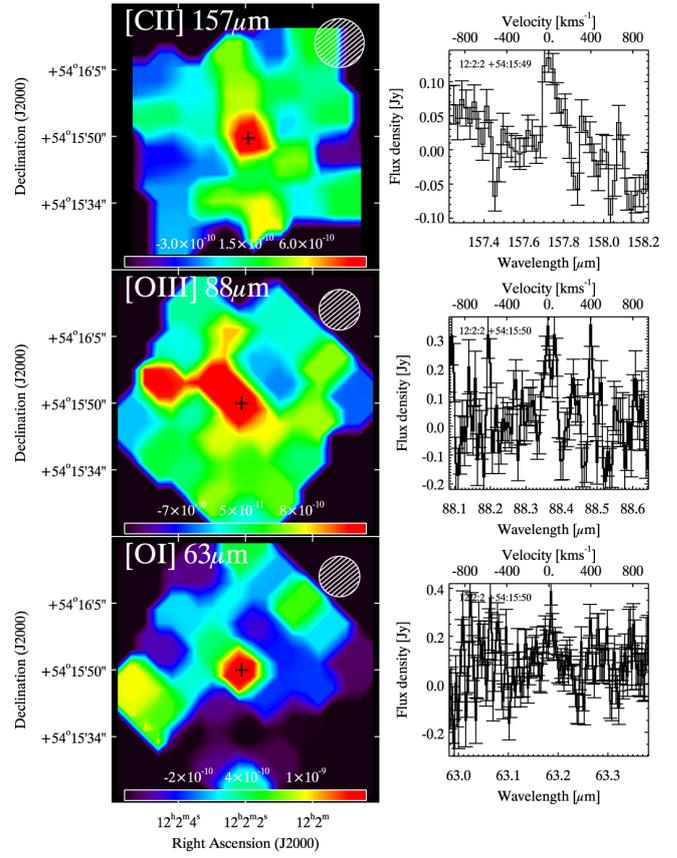 [CII] 157μm
Declination (J2000)
+54°16'5"
+54°15'50"
+54°15'34"
-3.0×10⁻¹⁰ 1.5×10⁻¹⁰ 6.0×10⁻¹⁰
Velocity [kms⁻¹]
-800 -400 0 400 800
12:2:2 +54:15:49
Flux density [Jy]
0.10
0.05
0.00
-0.05
-0.10
157.4 157.6 157.8 158.0 158.2
Wavelength [μm]
[OIII] 88μm
Declination (J2000)
+54°16'5"
+54°15'50"
+54°15'34"
-7×10⁻¹⁰ 5×10⁻¹¹ 8×10⁻¹⁰
Velocity [kms⁻¹]
-800 -400 0 400 800
12:2:2 +54:15:50
Flux density [Jy]
0.3
0.2
0.1
0.0
-0.1
-0.2
88.1 88.2 88.3 88.4 88.5 88.6
Wavelength [μm]
[OI] 63μm
Declination (J2000)
+54°16'5"
+54°15'50"
+54°15'34"
-2×10⁻¹⁰ 4×10⁻¹⁰ 1×10⁻⁹
12ʰ2ᵐ4ˢ 12ʰ2ᵐ2ˢ 12ʰ2ᵐ
Right Ascension (J2000)
Velocity [kms⁻¹]
-800 -400 0 400 800
12:2:2 +54:15:50
Flux density [Jy]
0.4
0.2
0.0
-0.2
63.0 63.1 63.2 63.3
Wavelength [μm]